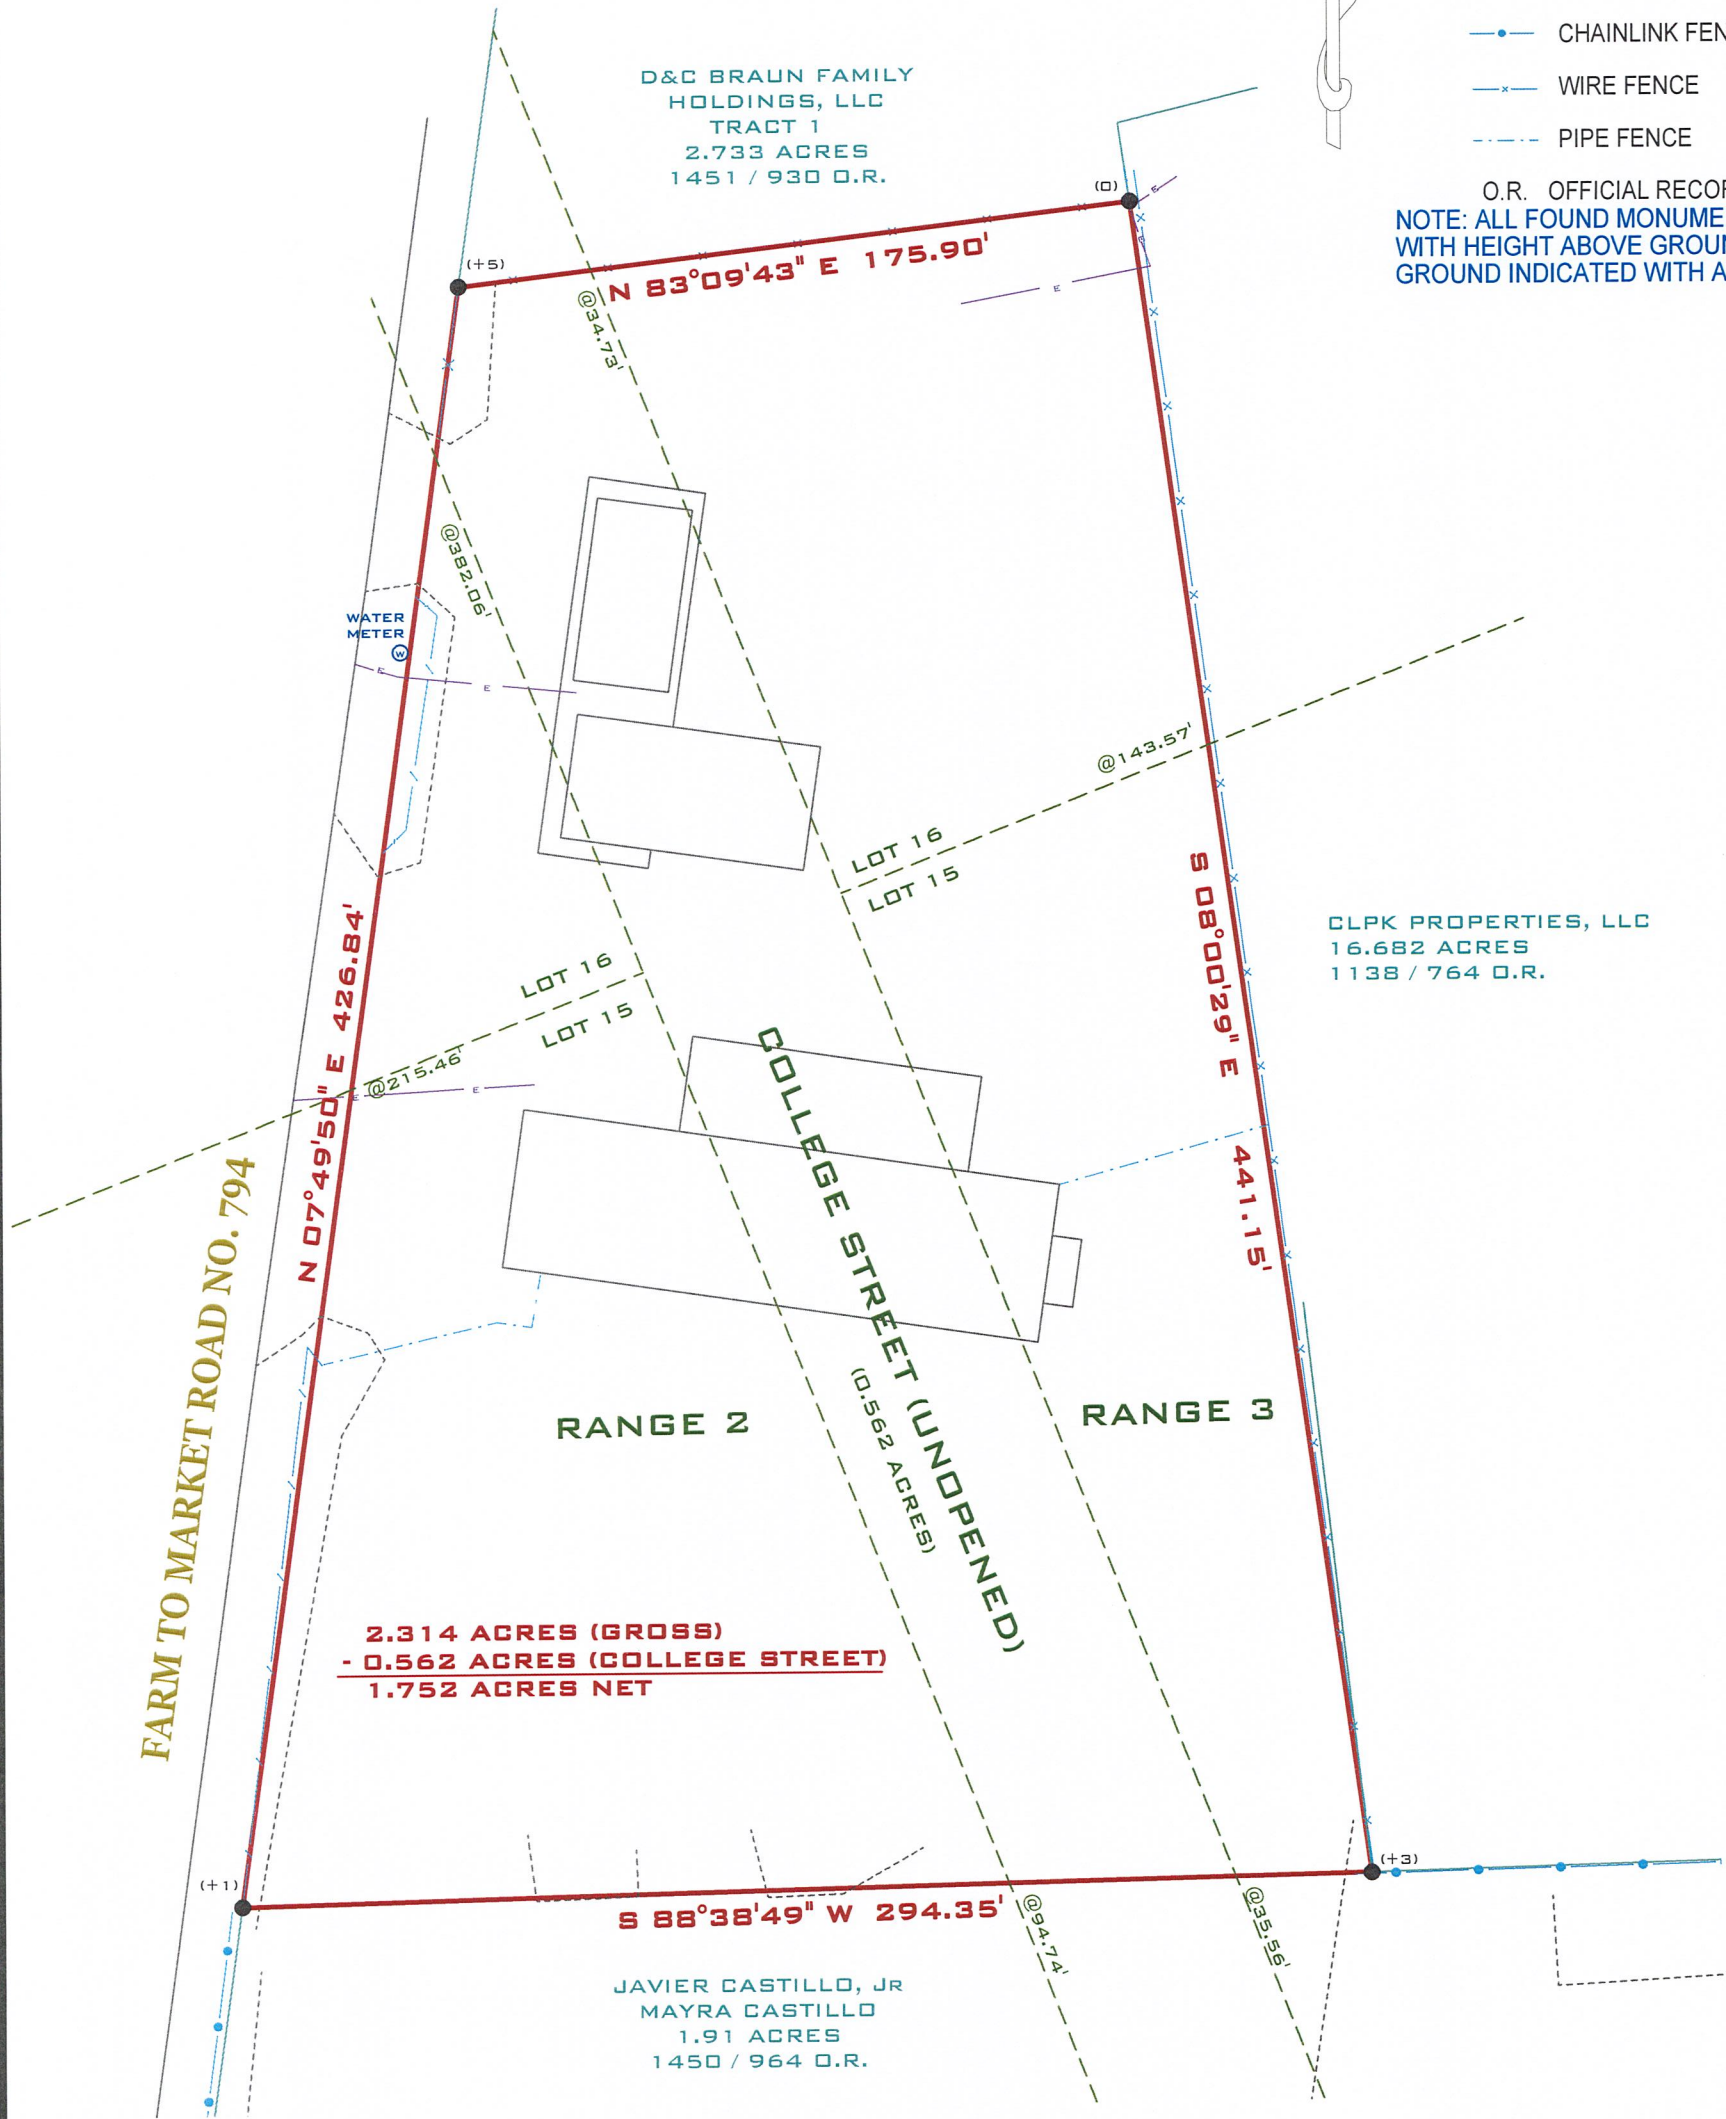 CHAINLINK FEN
WIRE FENCE
PIPE FENCE
O.R. OFFICIAL RECOR
NOTE: ALL FOUND MONUME
WITH HEIGHT ABOVE GROUN
GROUND INDICATED WITH A
D&C BRAUN FAMILY
HOLDINGS, LLC
TRACT 1
2.733 ACRES
1451 / 930 O.R.
(0)
E
E
(+5)
N 83°09'43" E 175.90'
E
@34.73'
@382.06'
WATER
METER
W
E
E
@143.57'
LOT 16
LOT 15
S 08°00'29" E 441.15'
CLPK PROPERTIES, LLC
16.682 ACRES
1138 / 764 O.R.
N 07°49'50" E 426.84'
LOT 16
LOT 15
@215.46'
E
E
COLLEGE STREET (UNOPENED)
(0.562 ACRES)
FARM TO MARKET ROAD NO. 794
RANGE 2
RANGE 3
2.314 ACRES (GROSS)
- 0.562 ACRES (COLLEGE STREET)
1.752 ACRES NET
(+3)
(+1)
S 88°38'49" W 294.35'
@94.74'
@35.56'
JAVIER CASTILLO, JR
MAYRA CASTILLO
1.91 ACRES
1450 / 964 O.R.